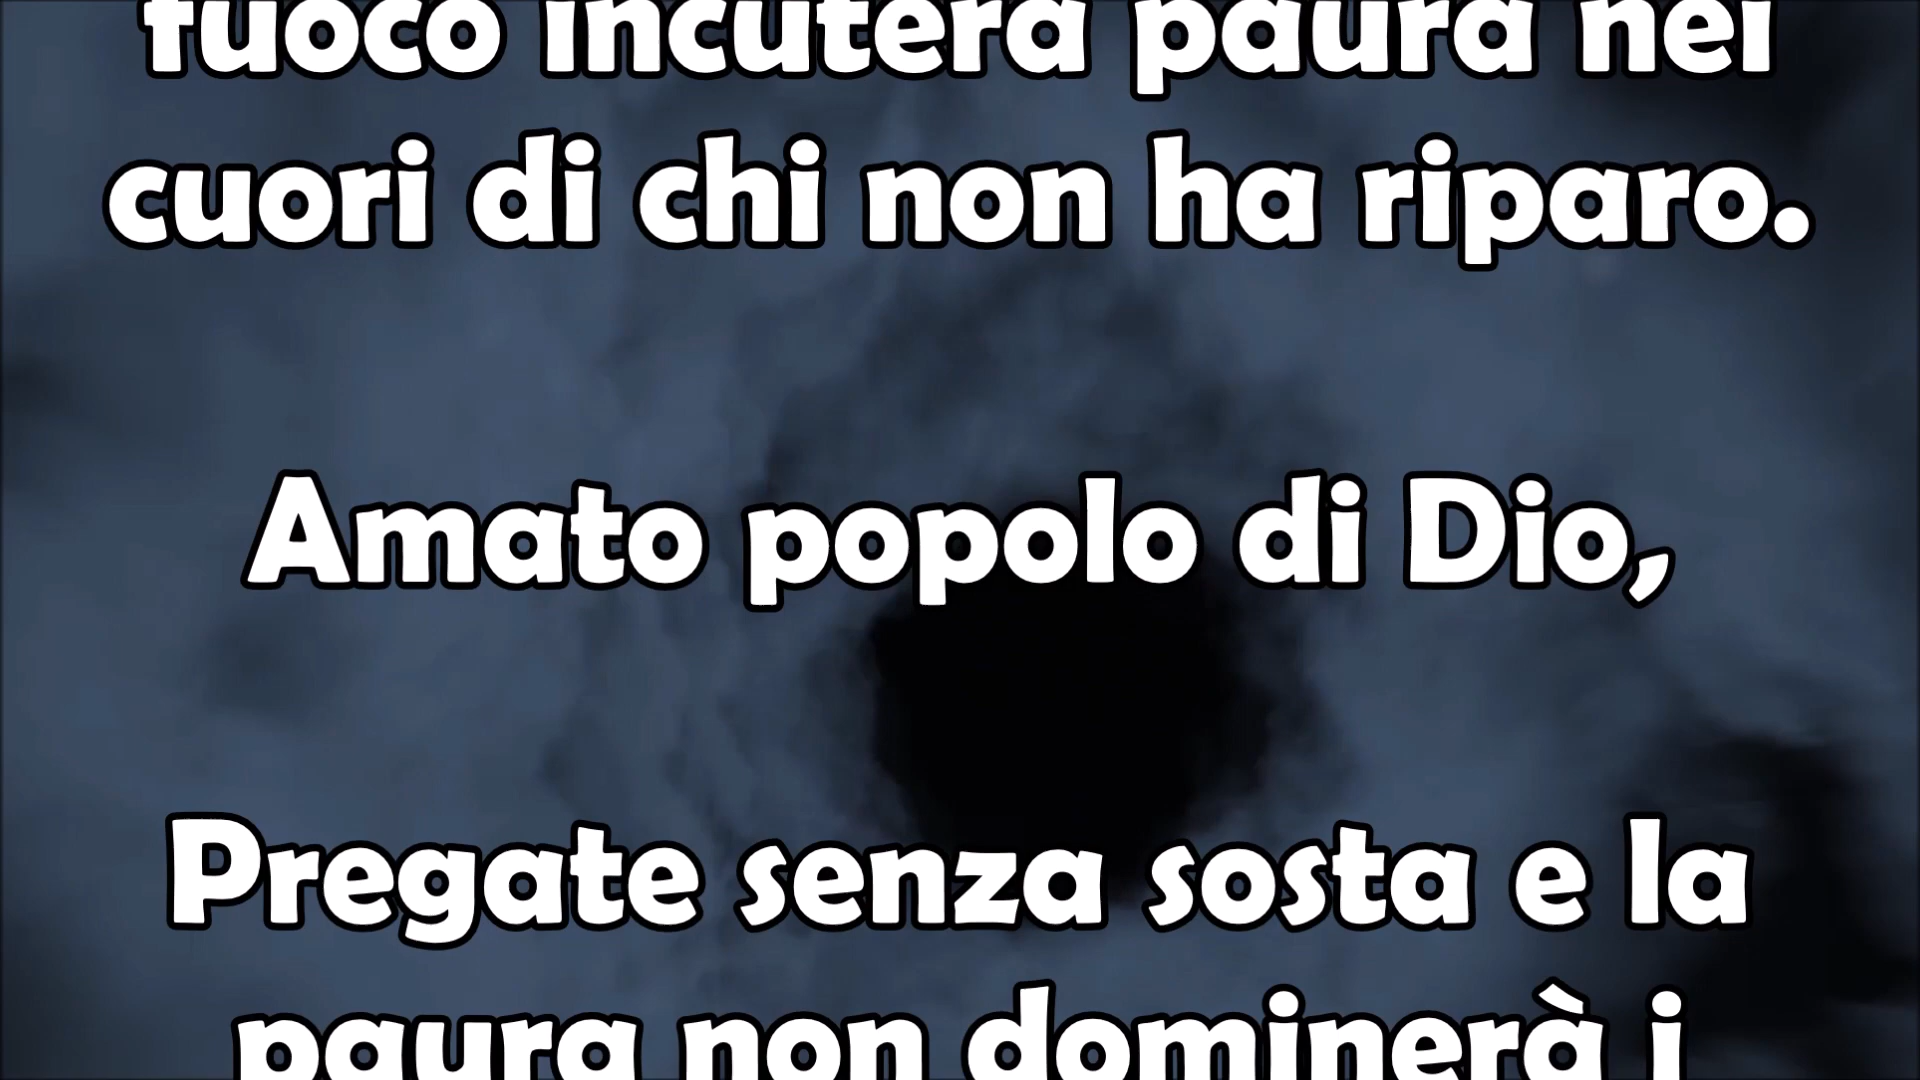 fuoco incuterà paura nei
cuori di chi non ha riparo.
Amato popolo di Dio,
Pregate senza sosta e la
paura non dominerà i